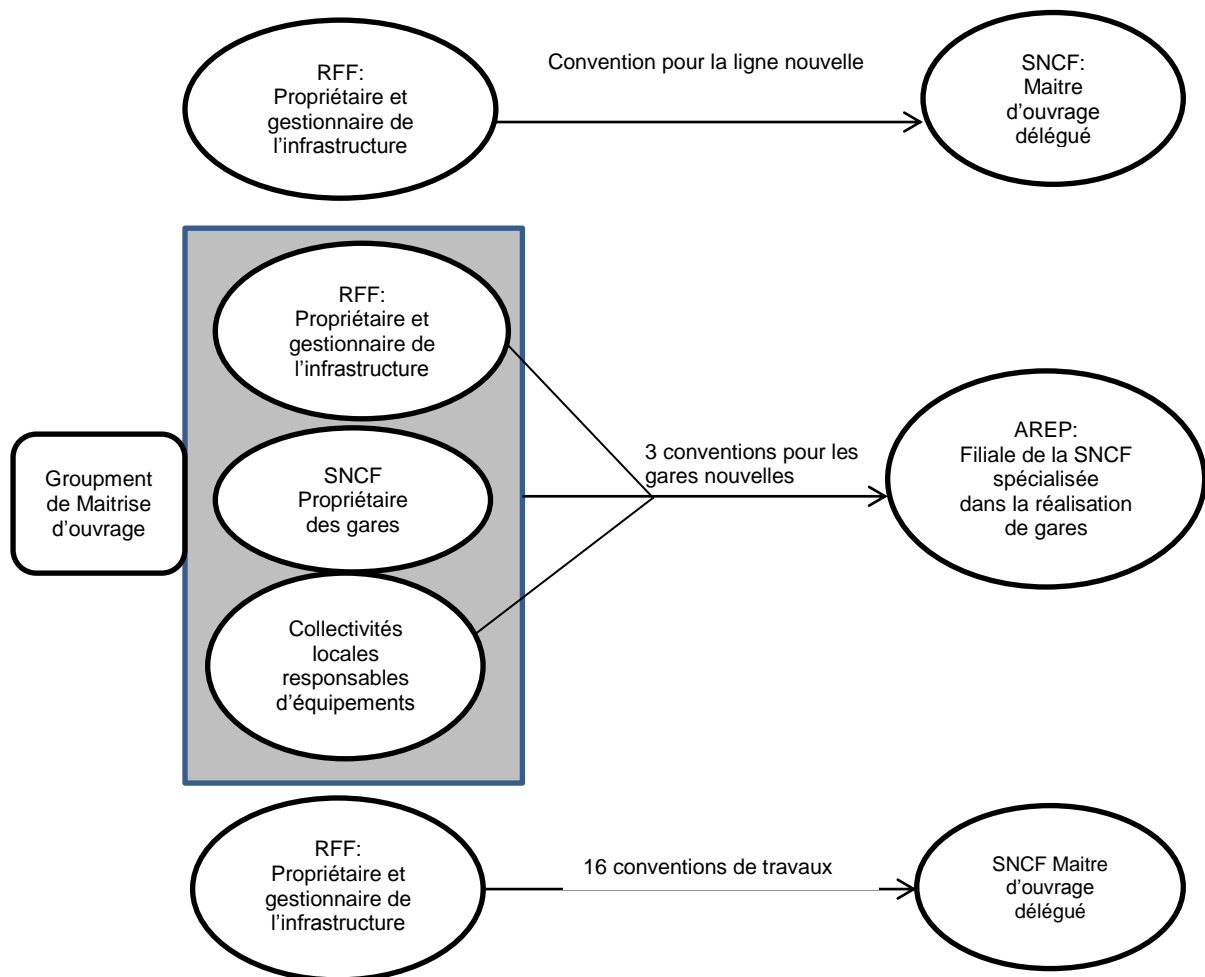 RFF:
Propriétaire et
gestionnaire de
l’infrastructure
Convention pour la ligne nouvelle
SNCF:
Maitre
d’ouvrage
délégué
Groupment
de Maitrise
d’ouvrage
RFF:
Propriétaire et
gestionnaire de
l’infrastructure
SNCF
Propriétaire
des gares
Collectivités
locales
responsables
d’équipements
3 conventions pour les
gares nouvelles
AREP:
Filiale de la SNCF
spécialisée
dans la réalisation
de gares
RFF:
Propriétaire et
gestionnaire de
l’infrastructure
16 conventions de travaux
SNCF Maitre
d’ouvrage
délégué